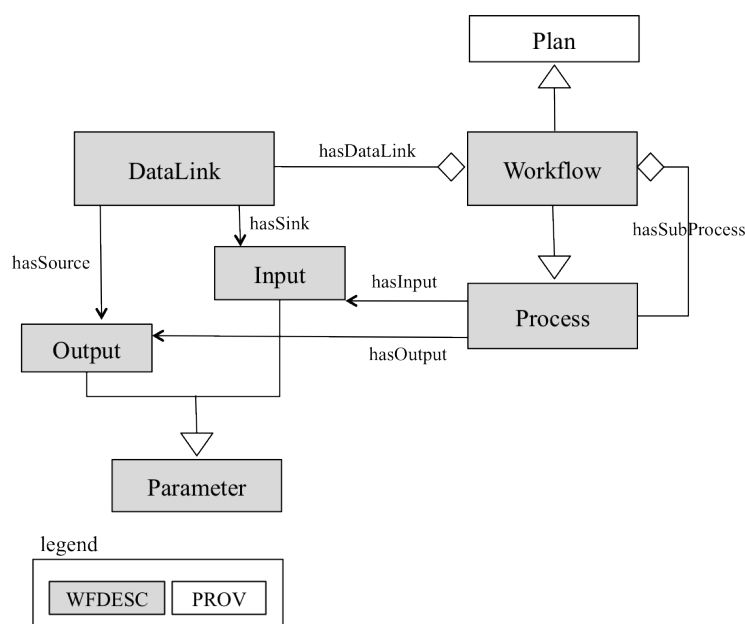 Plan
DataLink
hasDataLink
Workflow
hasSink
hasSubProcess
hasSource
Input
hasInput
Process
Output
hasOutput
Parameter
legend
WFDESC
PROV